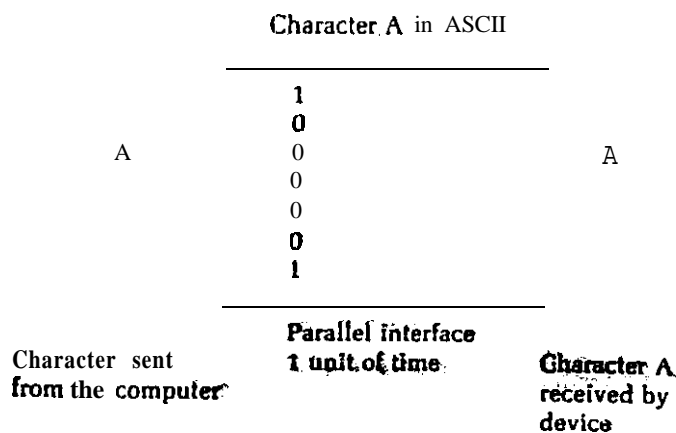 Character A in ASCII
1
0
A 0 A
0
0
0
1
Parallel interface
1 unit of time
Character sent
from the computer
Character A
received by
device